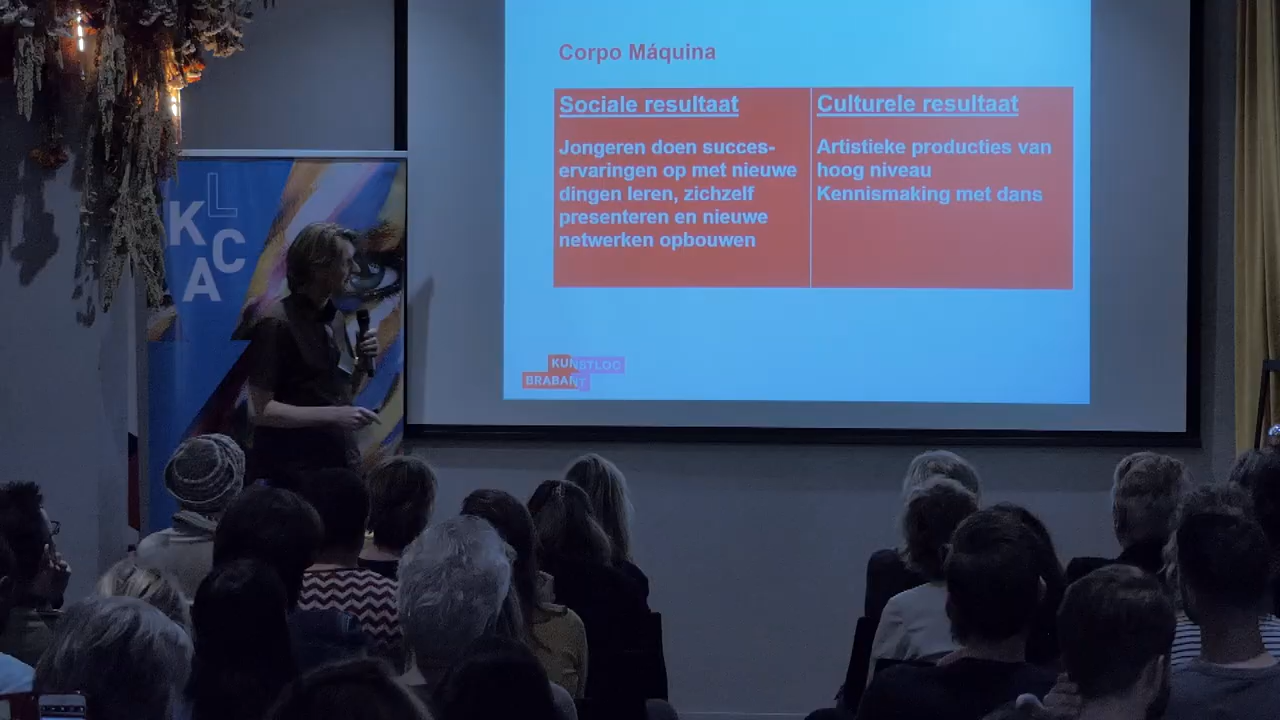 Corpo Máquina
Sociale resultaat
Jongeren doen succes-
ervaringen op met nieuwe
dingen leren, zichzelf
presenteren en nieuwe
netwerken opbouwen
Culturele resultaat
Artistieke producties van
hoog niveau
Kennismaking met dans
KUNSTLOC
BRABANT
L
K
C
A